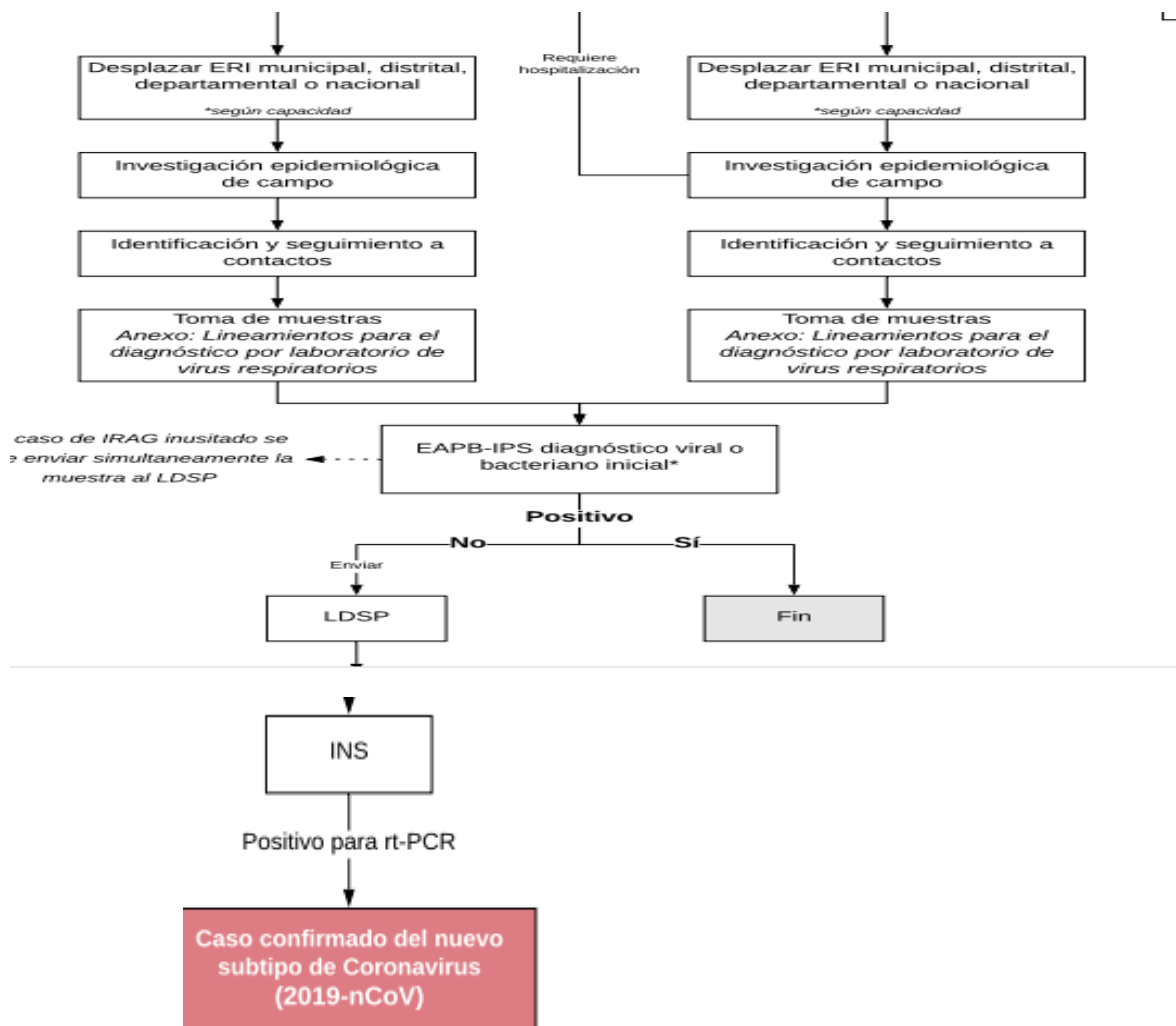 Desplazar ERI municipal, distrital,
departamental o nacional
*según capacidad
Investigación epidemiológica
de campo
Identificación y seguimiento a
contactos
Toma de muestras
Anexo: Lineamientos para el
diagnóstico por laboratorio de
virus respiratorios
Requiere
hospitalización
Desplazar ERI municipal, distrital,
departamental o nacional
*según capacidad
Investigación epidemiológica
de campo
Identificación y seguimiento a
contactos
Toma de muestras
Anexo: Lineamientos para el
diagnóstico por laboratorio de
virus respiratorios
caso de IRAG inusitado se
e enviar simultaneamente la
muestra al LDSP
EAPB-IPS diagnóstico viral o
bacteriano inicial*
Positivo
No
Sí
Enviar
LDSP
Fin
INS
Positivo para rt-PCR
Caso confirmado del nuevo
subtipo de Coronavirus
(2019-nCoV)